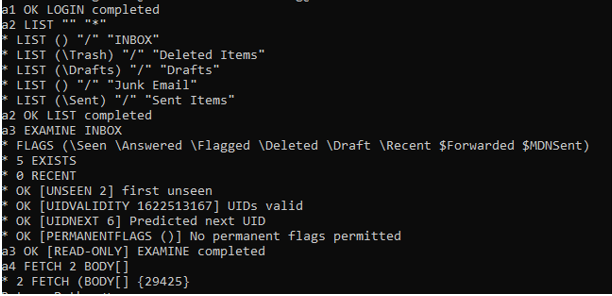 a1 OK LOGIN completed
a2 LIST "" "*"
* LIST () "/" "INBOX"
* LIST (\Trash) "/" "Deleted Items"
* LIST (\Drafts) "/" "Drafts"
* LIST () "/" "Junk Email"
* LIST (\Sent) "/" "Sent Items"
a2 OK LIST completed
a3 EXAMINE INBOX
* FLAGS (\Seen \Answered \Flagged \Deleted \Draft \Recent $Forwarded $MDNSent)
* 5 EXISTS
* 0 RECENT
* OK [UNSEEN 2] first unseen
* OK [UIDVALIDITY 1622513167] UIDs valid
* OK [UIDNEXT 6] Predicted next UID
* OK [PERMANENTFLAGS ()] No permanent flags permitted
a3 OK [READ-ONLY] EXAMINE completed
a4 FETCH 2 BODY[]
* 2 FETCH (BODY[] {29425}